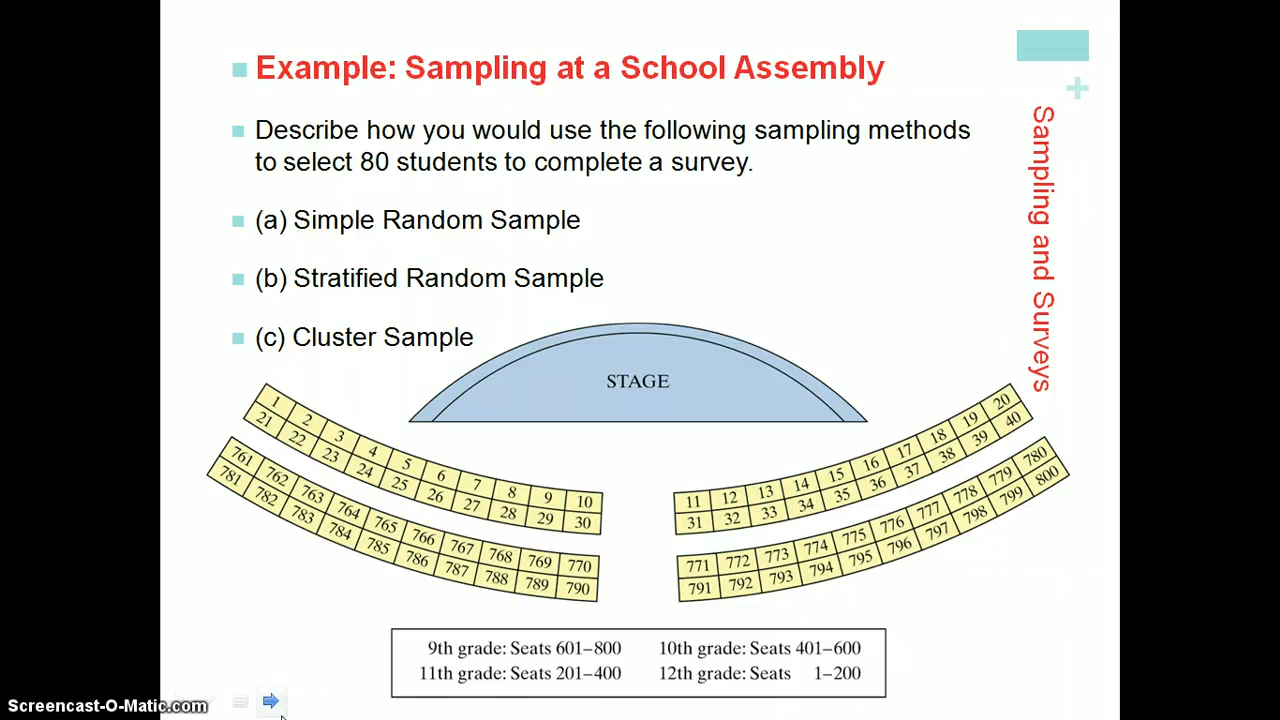 Example: Sampling at a School Assembly
Describe how you would use the following sampling methods
to select 80 students to complete a survey.
(a) Simple Random Sample
(b) Stratified Random Sample
(c) Cluster Sample
+
Sampling and Surveys
STAGE
1 2 3 4 5 6 7 8 9 10
21 22 23 24 25 26 27 28 29 30
11 12 13 14 15 16 17 18 19 20
31 32 33 34 35 36 37 38 39 40
761 762 763 764 765 766 767 768 769 770
781 782 783 784 785 786 787 788 789 790
771 772 773 774 775 776 777 778 779 780
791 792 793 794 795 796 797 798 799 800
9th grade: Seats 601–800 10th grade: Seats 401–600
11th grade: Seats 201–400 12th grade: Seats 1–200
Screencast-O-Matic.com